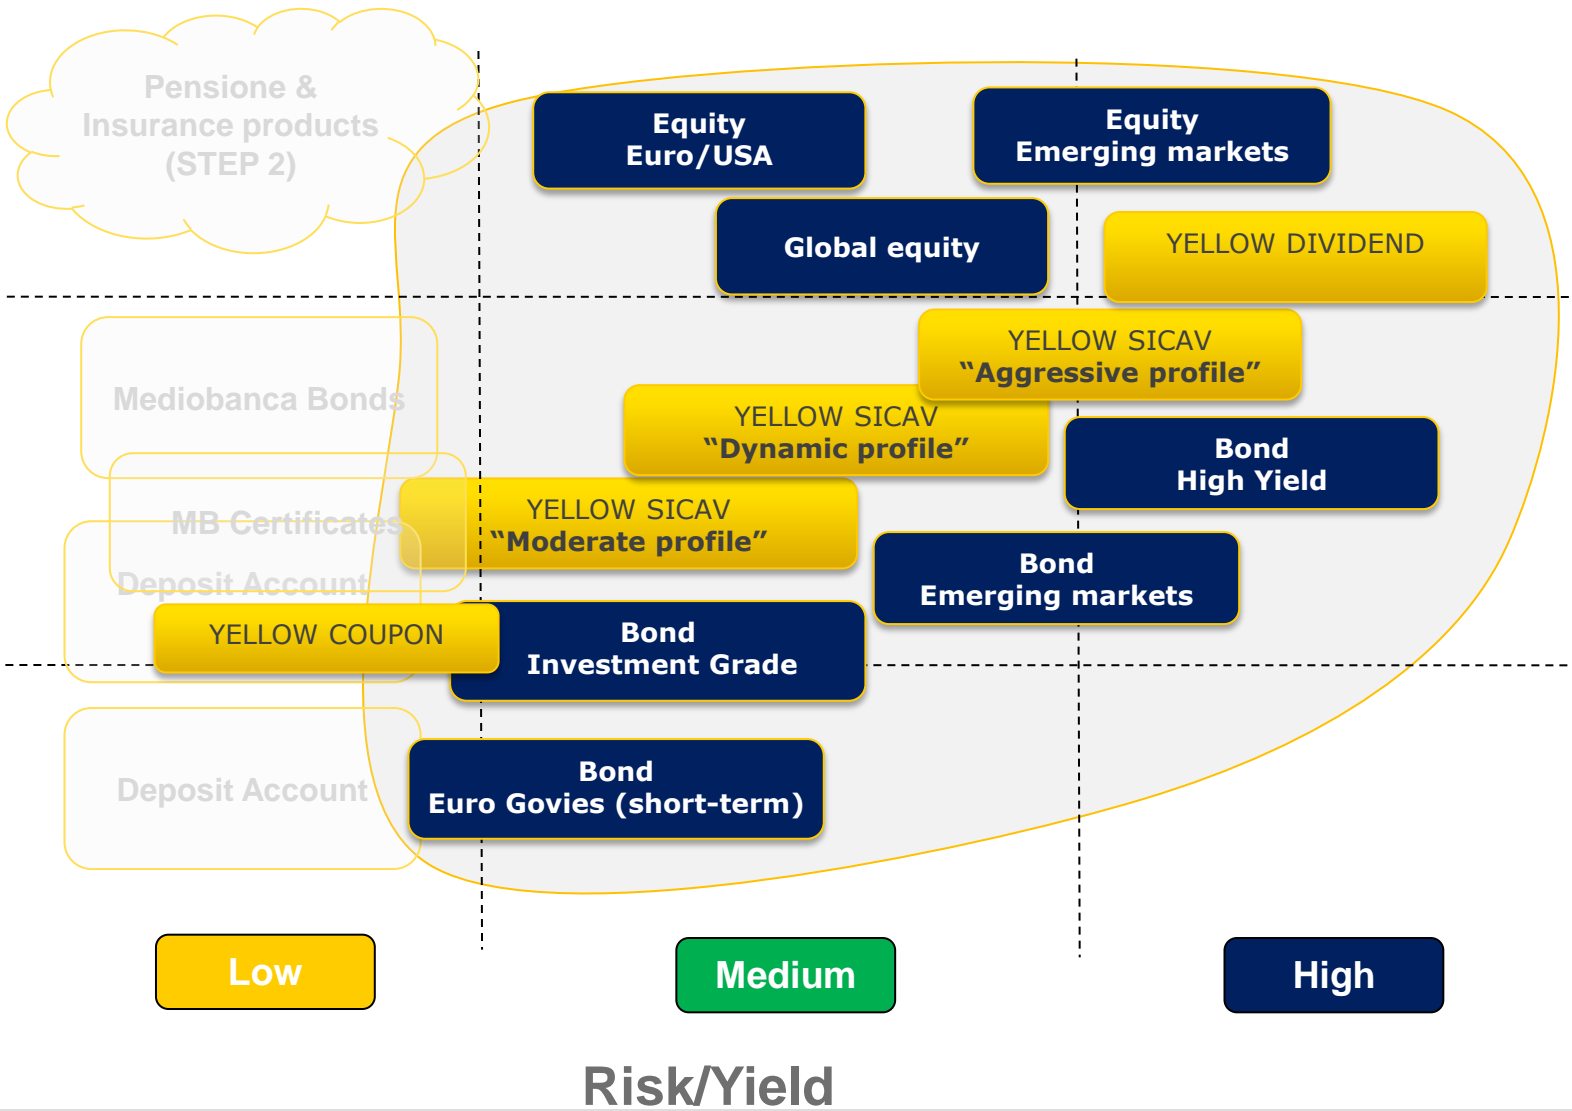 Pensione &
Insurance products
(STEP 2)
Equity
Euro/USA
Equity
Emerging markets
Global equity
YELLOW DIVIDEND
YELLOW SICAV
“Aggressive profile”
Mediobanca Bonds
YELLOW SICAV
“Dynamic profile”
Bond
High Yield
MB Certificates
YELLOW SICAV
“Moderate profile”
Deposit Account
Bond
Emerging markets
YELLOW COUPON
Bond
Investment Grade
Deposit Account
Bond
Euro Govies (short-term)
Low
Medium
High
Risk/Yield